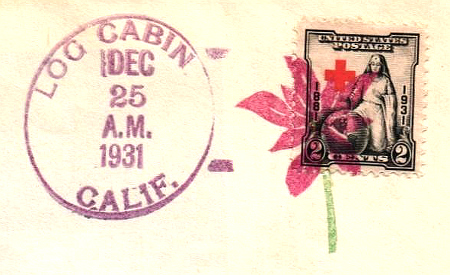 LOG CABIN
DEC
25
A.M.
1931
CALIF.
UNITED STATES
POSTAGE
1881
1931
2 CENTS 2